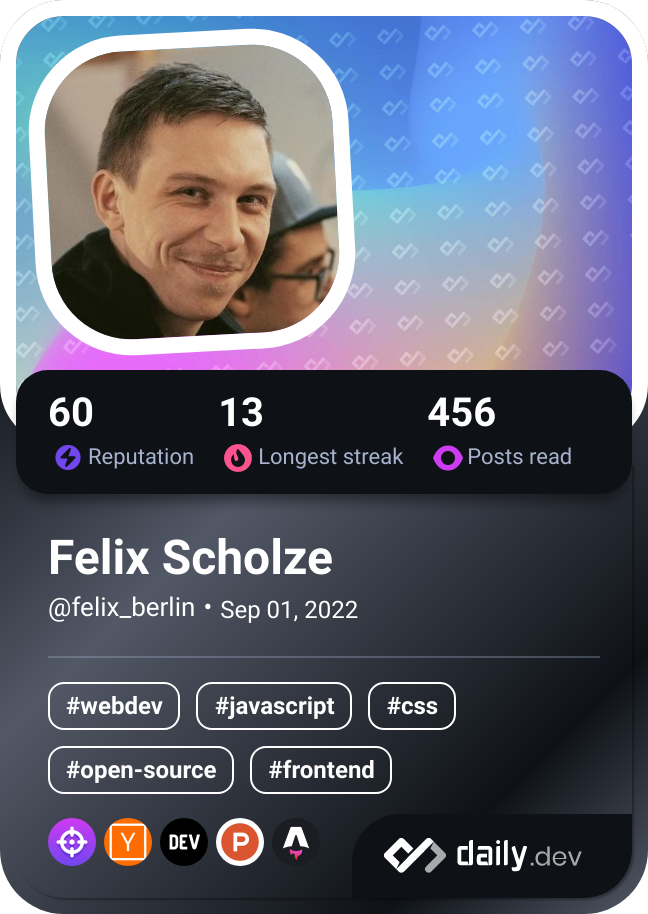 60 13 456
Reputation Longest streak Posts read
Felix Scholze
@felix_berlin • Sep 01, 2022
#webdev #javascript #css
#open-source #frontend
Y DEV P
daily.dev